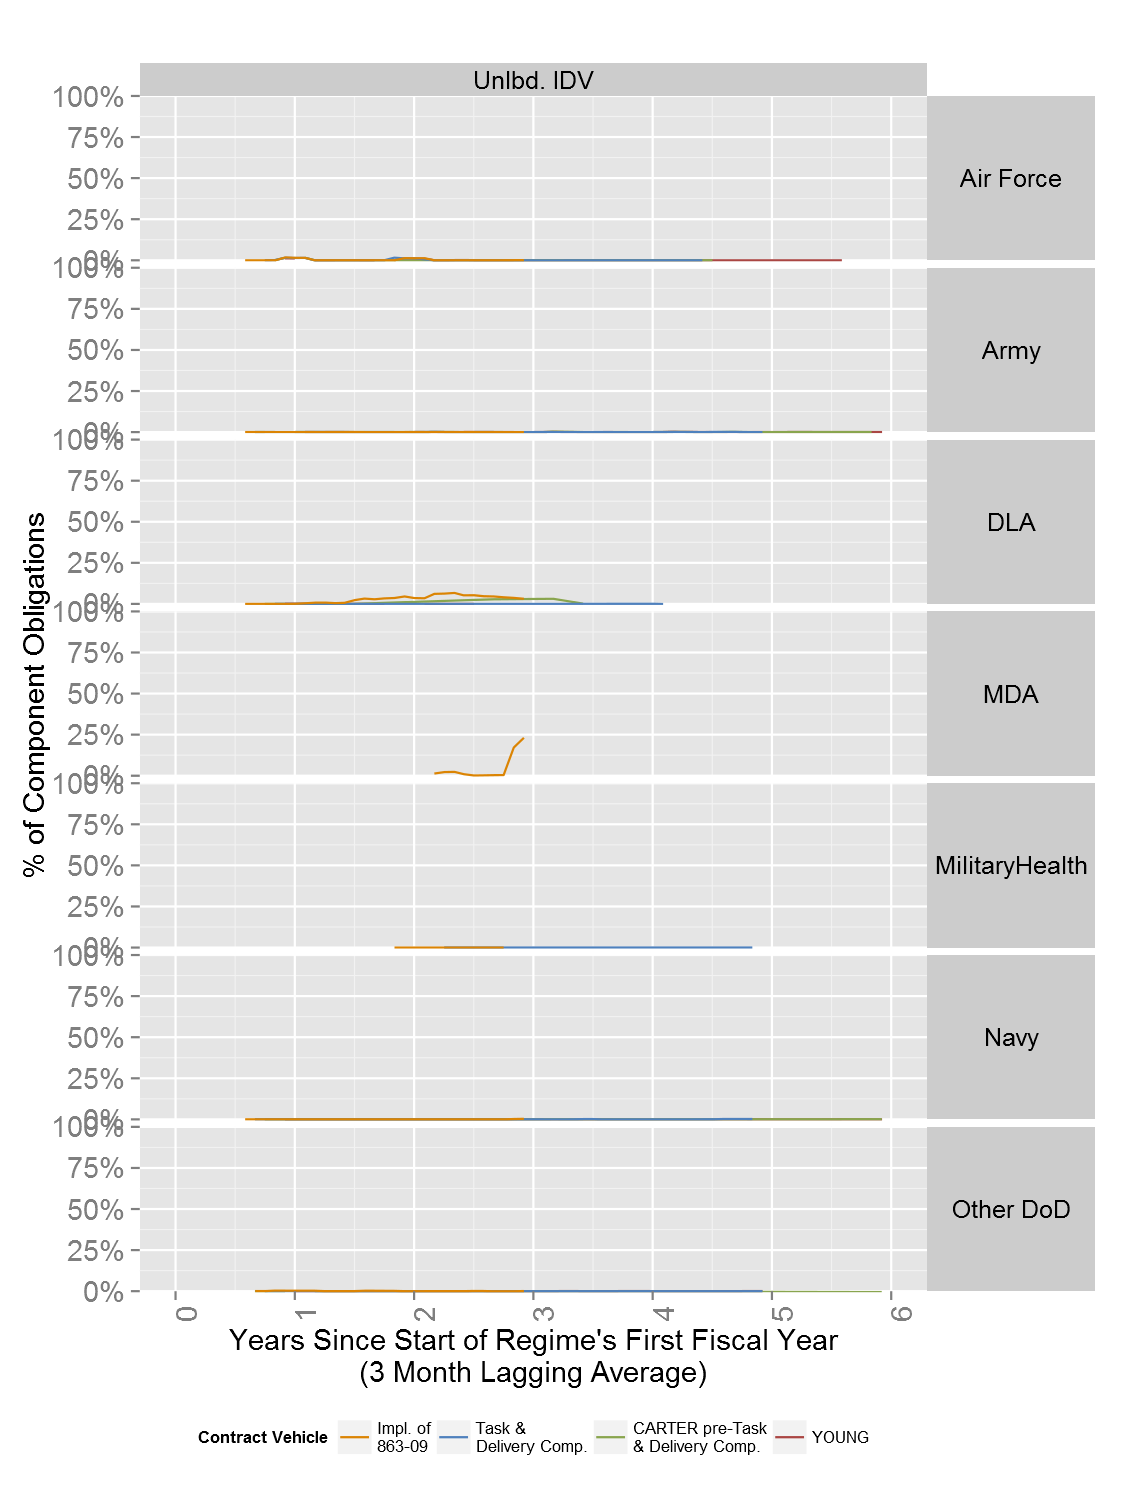 Unlbd. IDV
100%
75%
50%
25%
0%
Air Force
100%
75%
50%
25%
0%
Army
100%
75%
50%
25%
0%
DLA
100%
75%
50%
25%
0%
MDA
100%
75%
50%
25%
0%
MilitaryHealth
100%
75%
50%
25%
0%
Navy
100%
75%
50%
25%
0%
Other DoD
% of Component Obligations
0 1 2 3 4 5 6
Years Since Start of Regime's First Fiscal Year
(3 Month Lagging Average)
Contract Vehicle
Impl. of
863-09
Task &
Delivery Comp.
CARTER pre-Task
& Delivery Comp.
YOUNG